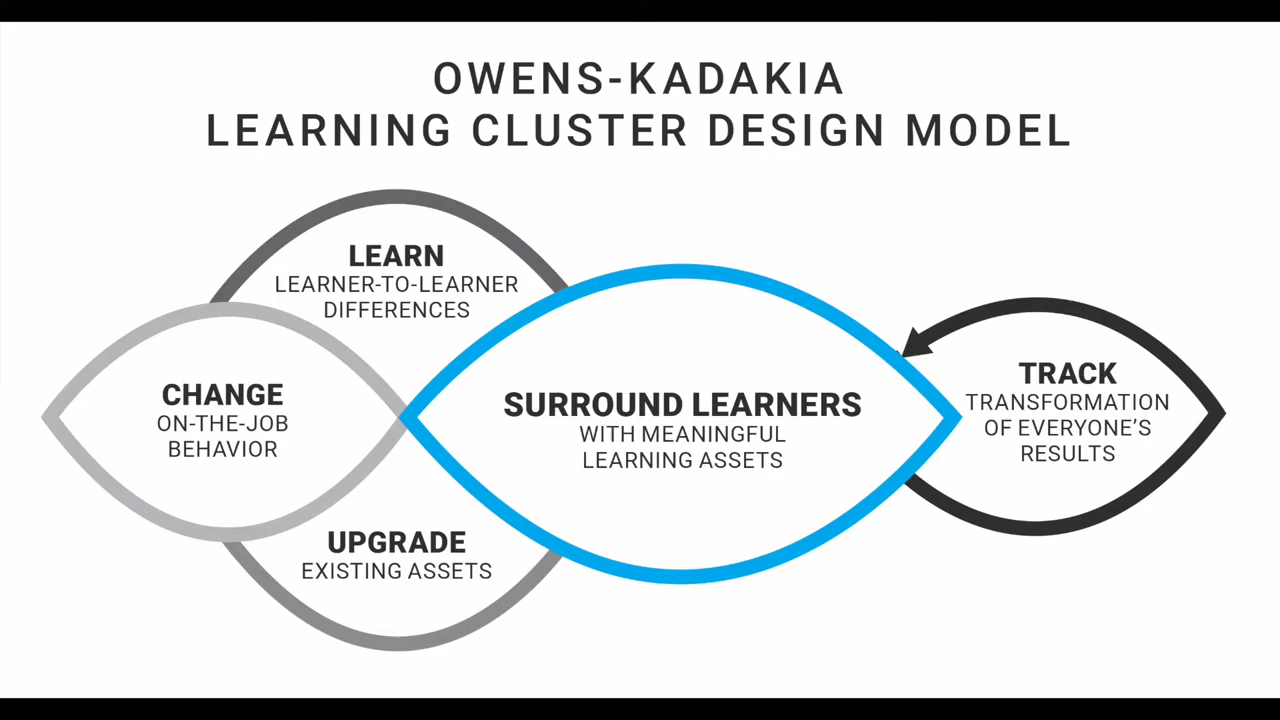 OWENS-KADAKIA
LEARNING CLUSTER DESIGN MODEL
LEARN
LEARNER-TO-LEARNER
DIFFERENCES
CHANGE
ON-THE-JOB
BEHAVIOR
UPGRADE
EXISTING ASSETS
SURROUND LEARNERS
WITH MEANINGFUL
LEARNING ASSETS
TRACK
TRANSFORMATION
OF EVERYONE'S
RESULTS